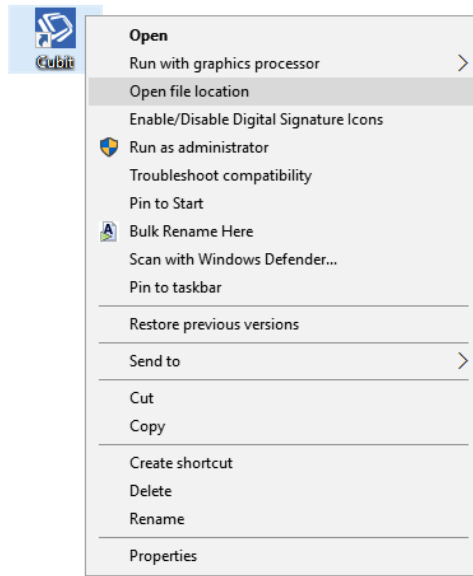 Cubit
Open
Run with graphics processor
Open file location
Enable/Disable Digital Signature Icons
Run as administrator
Troubleshoot compatibility
Pin to Start
Bulk Rename Here
Scan with Windows Defender...
Pin to taskbar
Restore previous versions
Send to
Cut
Copy
Create shortcut
Delete
Rename
Properties